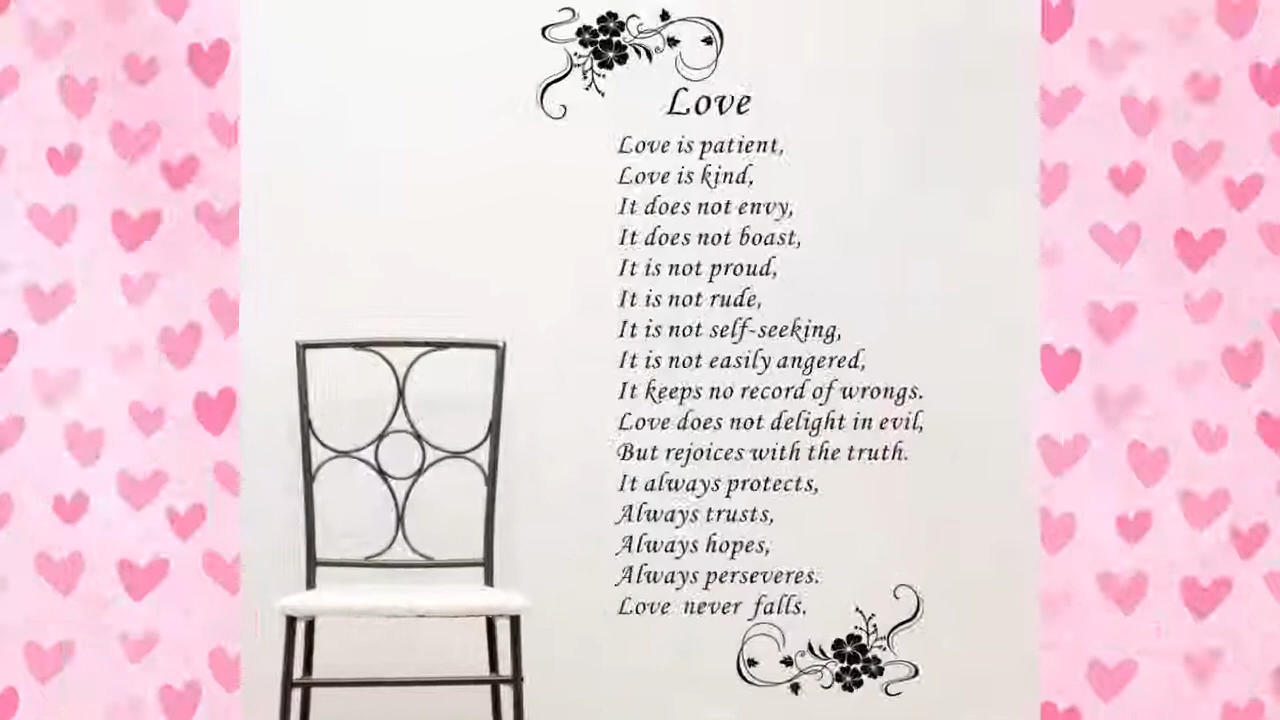 Love
Love is patient,
Love is kind,
It does not envy,
It does not boast,
It is not proud,
It is not rude,
It is not self-seeking,
It is not easily angered,
It keeps no record of wrongs.
Love does not delight in evil,
But rejoices with the truth.
It always protects,
Always trusts,
Always hopes,
Always perseveres.
Love never falls.